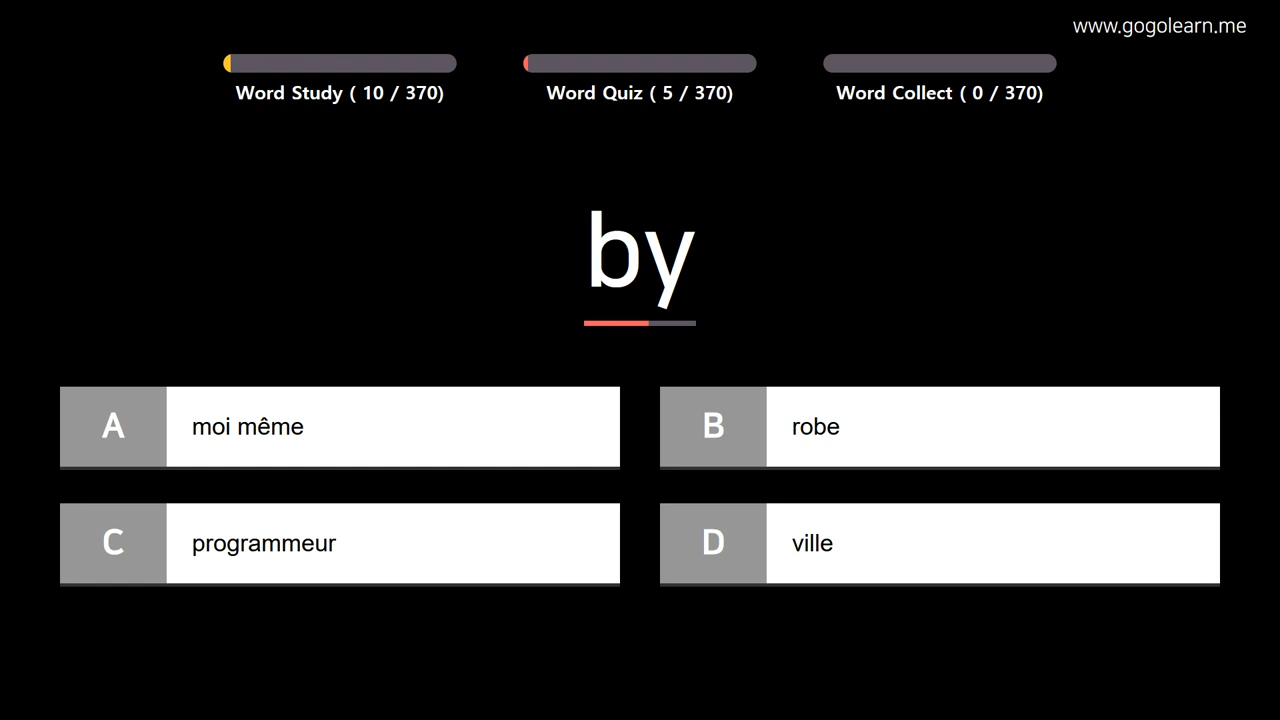 www.gogolearn.me
Word Study ( 10 / 370)
Word Quiz ( 5 / 370)
Word Collect ( 0 / 370)
by
A moi même
B robe
C programmeur
D ville